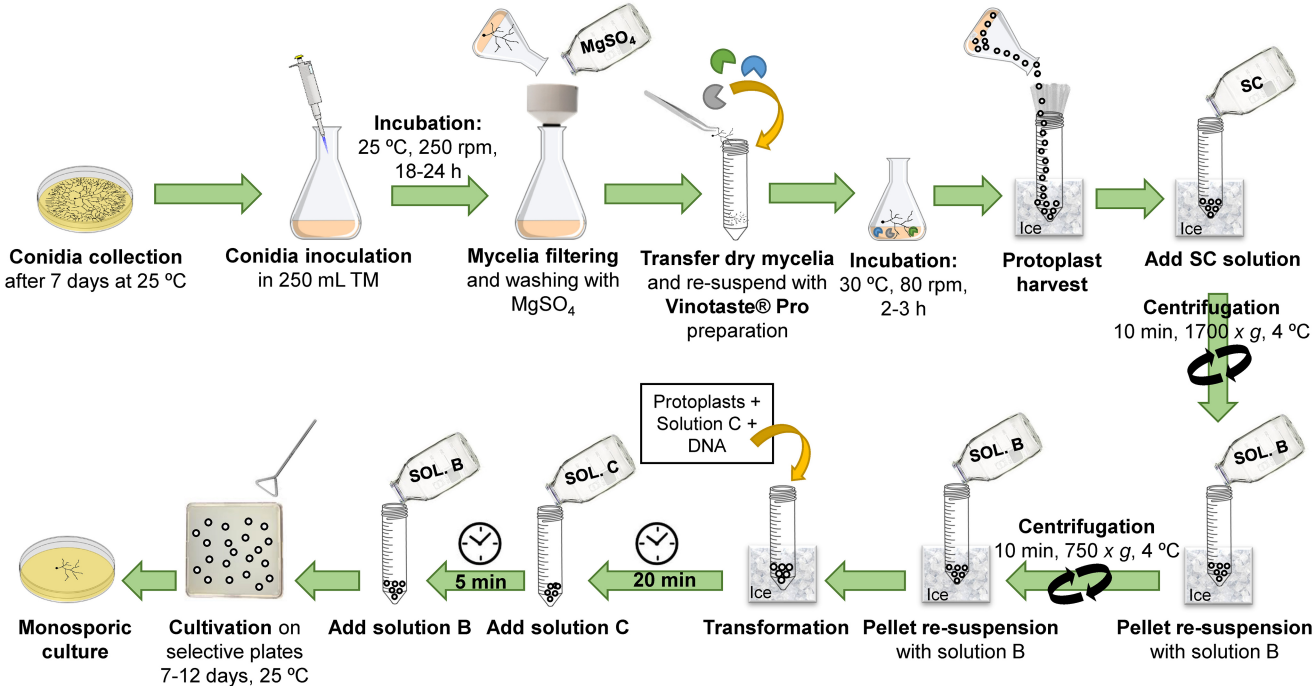 MgSO₄
SC
Incubation:
25 ºC, 250 rpm,
18-24 h
Ice
Ice
Conidia collection
after 7 days at 25 ºC
Conidia inoculation
in 250 mL TM
Mycelia filtering
and washing with
MgSO₄
Transfer dry mycelia
and re-suspend with
Vinotaste® Pro
preparation
Incubation:
30 ºC, 80 rpm,
2-3 h
Protoplast
harvest
Add SC solution
Centrifugation
10 min, 1700 x g, 4 ºC
Protoplasts +
Solution C +
DNA
SOL. B
SOL. C
SOL. B
SOL. B
Centrifugation
10 min, 750 x g, 4 ºC
5 min
20 min
Ice
Ice
Ice
Monosporic
culture
Cultivation on
selective plates
7-12 days, 25 ºC
Add solution B
Add solution C
Transformation
Pellet re-suspension
with solution B
Pellet re-suspension
with solution B